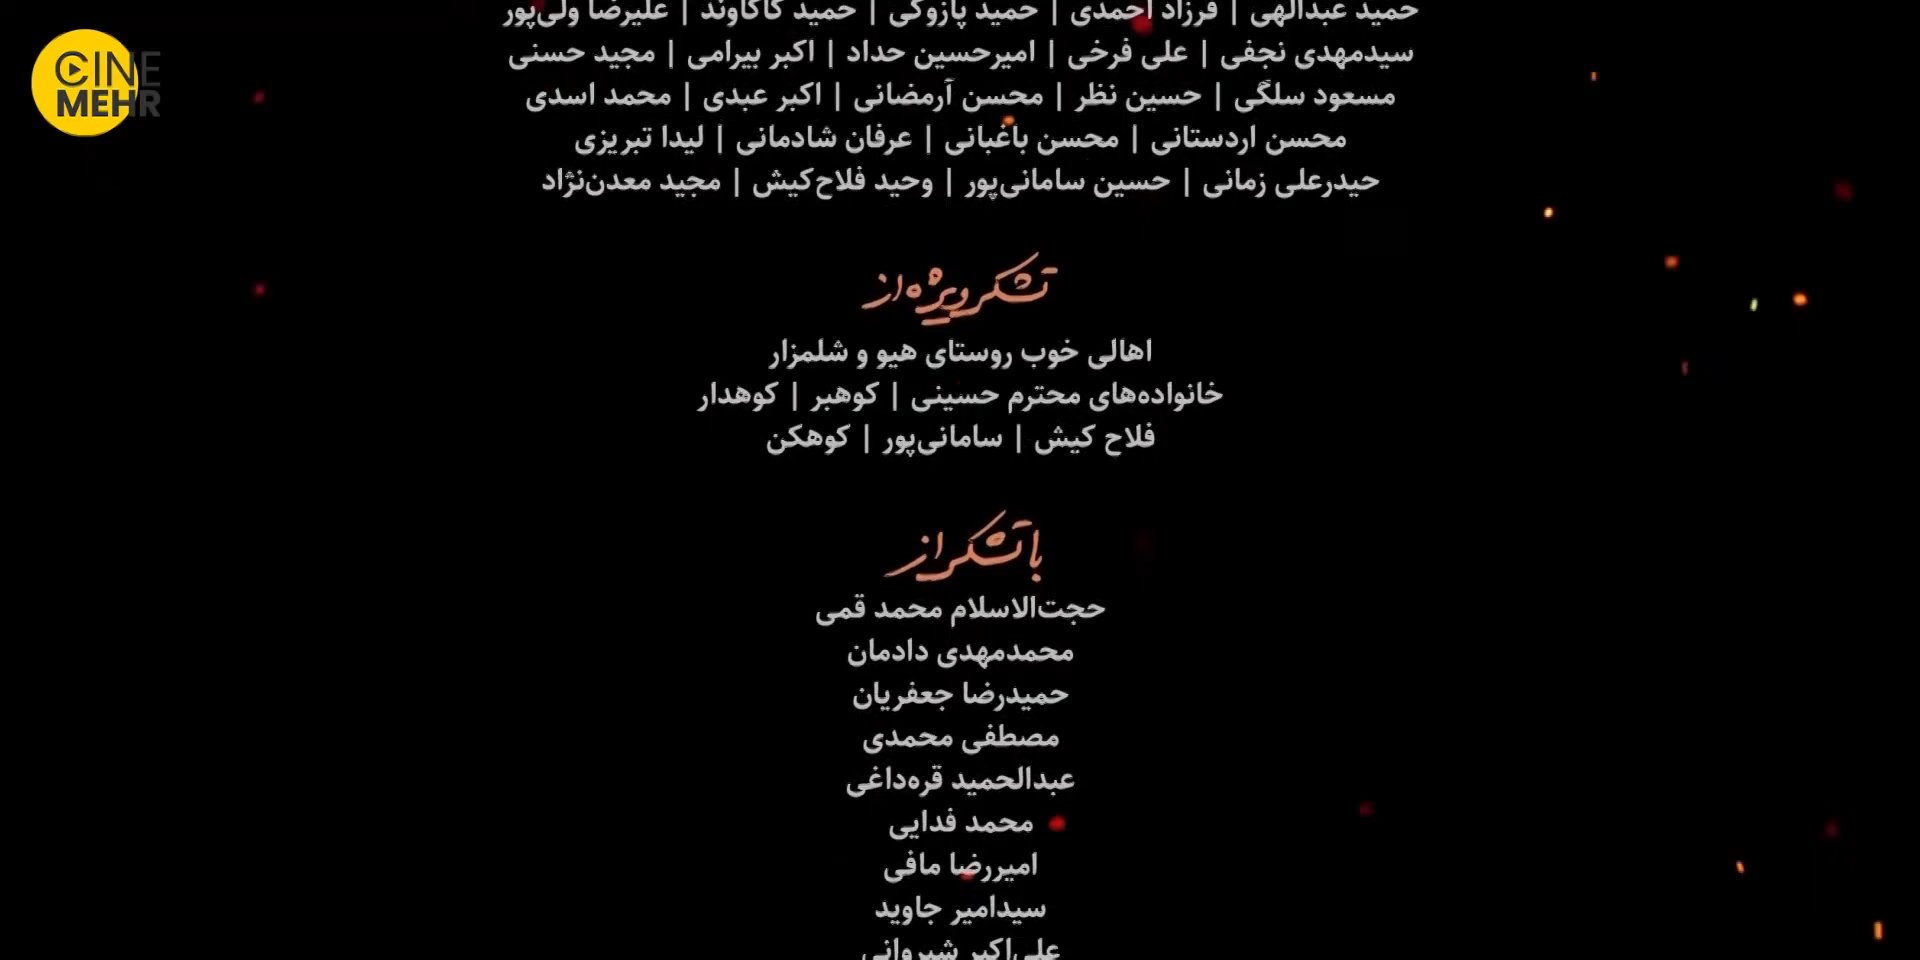 CINE
MEHR
حمید عبدالهی | فرزاد احمدی | حمید پازوکی | حمید کاکاوند | علیرضا ولی‌پور
سیدمهدی نجفی | علی فرخی | امیرحسین حداد | اکبر بیرامی | مجید حسنی
مسعود سلگی | حسین نظر | محسن آرمضانی | اکبر عبدی | محمد اسدی
محسن اردستانی | محسن باغبانی | عرفان شادمانی | لیدا تبریزی
حیدرعلی زمانی | حسین سامانی‌پور | وحید فلاح‌کیش | مجید معدن‌نژاد
تشکر ویژه از
اهالی خوب روستای هیو و شلمزار
خانواده‌های محترم حسینی | کوهبر | کوهدار
فلاح کیش | سامانی‌پور | کوهکن
با تشکر از
حجت‌الاسلام محمد قمی
محمدمهدی دادمان
حمیدرضا جعفریان
مصطفی محمدی
عبدالحمید قره‌داغی
محمد فدایی
امیررضا مافی
سیدامیر جاوید
علی‌اکبر شیروانی